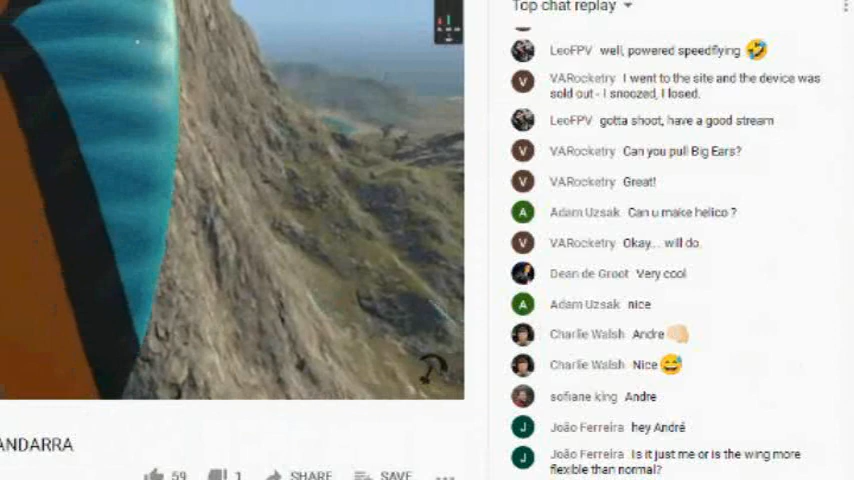 Top chat replay
LeoFPV well, powered speedflying 🤣
VARocketry I went to the site and the device was
sold out - I snoozed, I losed.
LeoFPV gotta shoot, have a good stream
VARocketry Can you pull Big Ears?
VARocketry Great!
Adam Uzsak Can u make helico ?
VARocketry Okay... will do.
Dean de Groot Very cool
Adam Uzsak nice
Charlie Walsh Andre 👊🏻
Charlie Walsh Nice 😅
sofiane king Andre
João Ferreira hey André
João Ferreira Is it just me or is the wing more
flexible than normal?
ANDARRA
59 1 SHARE SAVE